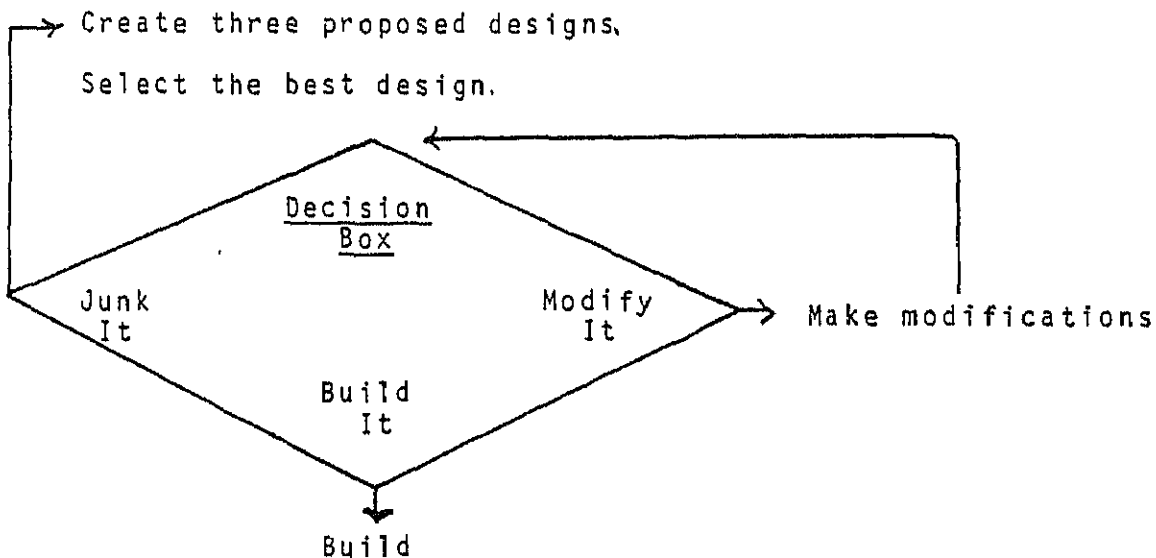 Create three proposed designs.
Select the best design.
Decision
Box
Junk
It
Modify
It
Make modifications
Build
It
Build